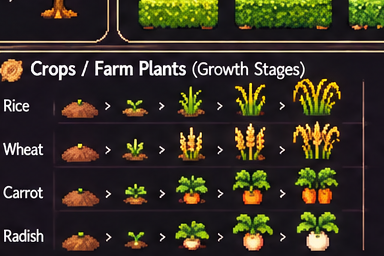 Crops / Farm Plants (Growth Stages)
Rice > > > >
Wheat > > > >
Carrot > > > >
Radish > > > >